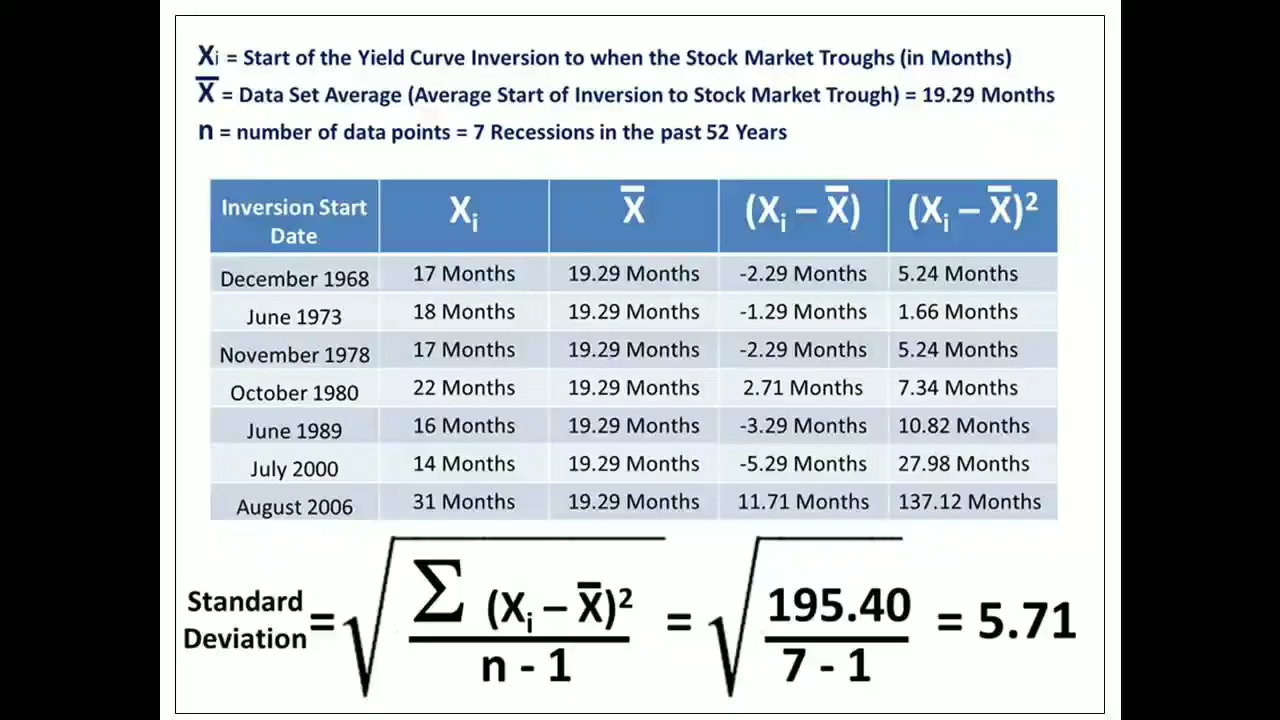 Xi = Start of the Yield Curve Inversion to when the Stock Market Troughs (in Months)
X̅ = Data Set Average (Average Start of Inversion to Stock Market Trough) = 19.29 Months
n = number of data points = 7 Recessions in the past 52 Years
Inversion Start Date | Xi | X̅ | (Xi – X̅) | (Xi – X̅)²
December 1968 | 17 Months | 19.29 Months | -2.29 Months | 5.24 Months
June 1973 | 18 Months | 19.29 Months | -1.29 Months | 1.66 Months
November 1978 | 17 Months | 19.29 Months | -2.29 Months | 5.24 Months
October 1980 | 22 Months | 19.29 Months | 2.71 Months | 7.34 Months
June 1989 | 16 Months | 19.29 Months | -3.29 Months | 10.82 Months
July 2000 | 14 Months | 19.29 Months | -5.29 Months | 27.98 Months
August 2006 | 31 Months | 19.29 Months | 11.71 Months | 137.12 Months
Standard Deviation = √(Σ (Xi – X̅)² / n - 1) = √(195.40 / 7 - 1) = 5.71